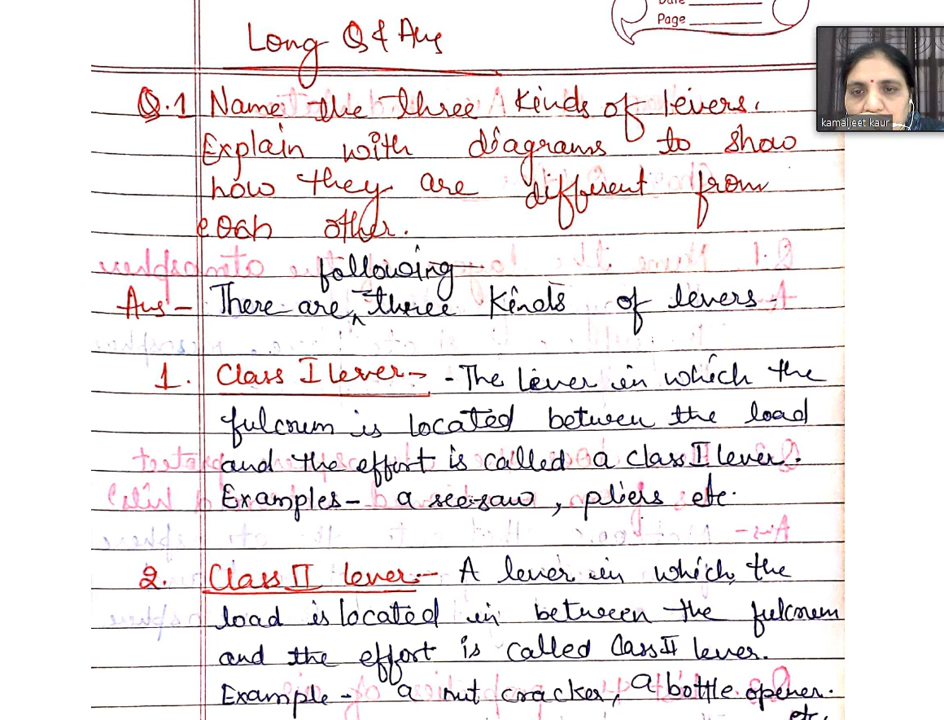 Date
Page
Long Q & Ans
kamaljeet kaur
Q.1 Name the three kinds of levers.
Explain with diagrams to show
how they are different from
each other.
following
Ans- There are ^ three kinds of levers.
1. Class I lever- - The lever in which the
fulcrum is located between the load
and the effort is called a class I lever.
Examples- a see-saw, pliers etc.
2. Class II lever:- A lever in which, the
load is located in between the fulcrum
and the effort is called Class II lever.
Example- a nut cracker, a bottle opener.
etc.